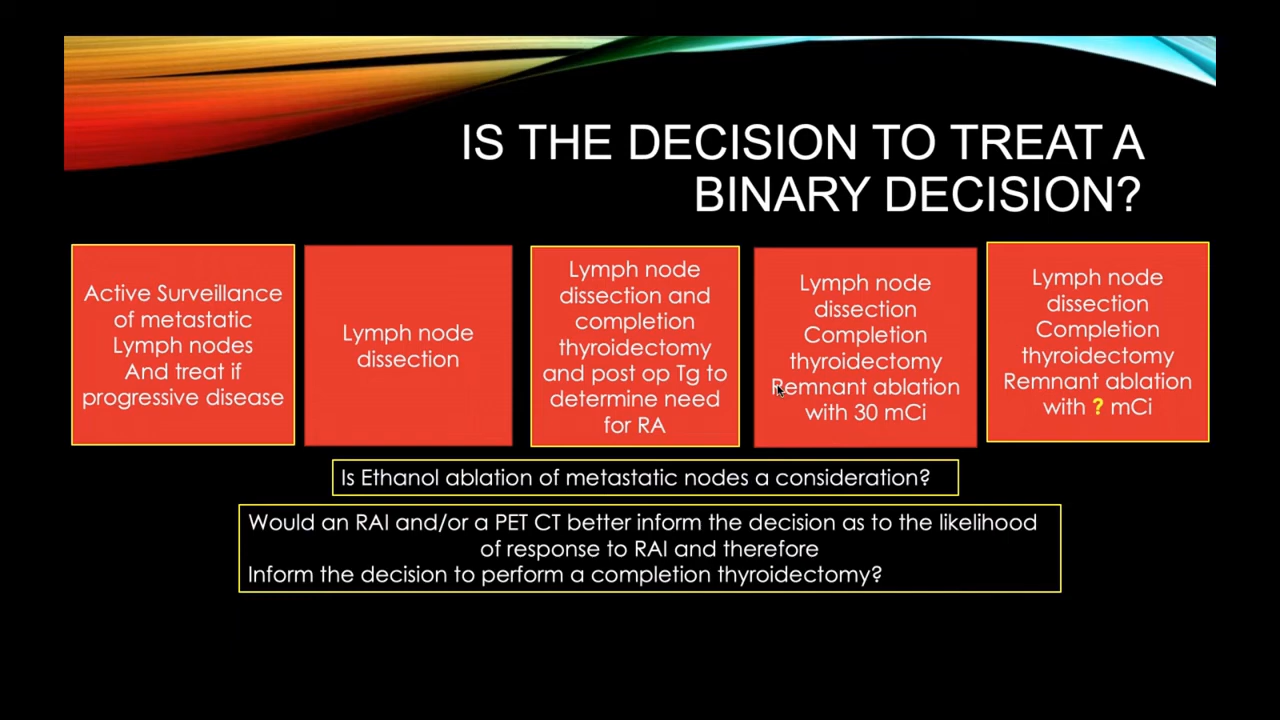 IS THE DECISION TO TREAT A
BINARY DECISION?
Active Surveillance
of metastatic
Lymph nodes
And treat if
progressive disease
Lymph node
dissection
Lymph node
dissection and
completion
thyroidectomy
and post op Tg to
determine need
for RA
Lymph node
dissection
Completion
thyroidectomy
Remnant ablation
with 30 mCi
Lymph node
dissection
Completion
thyroidectomy
Remnant ablation
with ? mCi
Is Ethanol ablation of metastatic nodes a consideration?
Would an RAI and/or a PET CT better inform the decision as to the likelihood
of response to RAI and therefore
Inform the decision to perform a completion thyroidectomy?